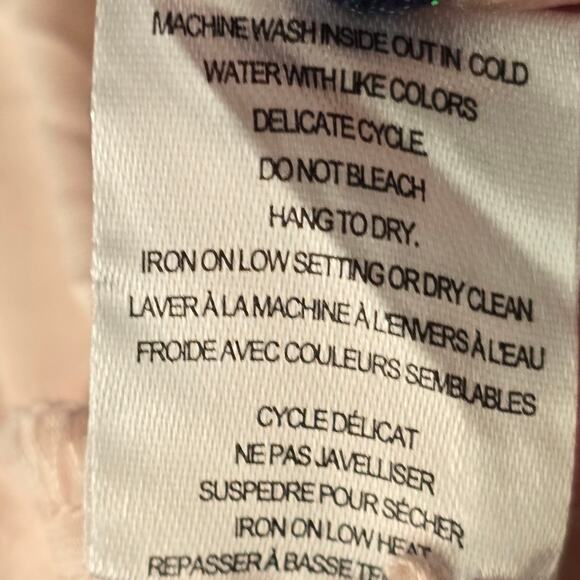 MACHINE WASH INSIDE OUT IN COLD
WATER WITH LIKE COLORS
DELICATE CYCLE.
DO NOT BLEACH
HANG TO DRY.
IRON ON LOW SETTING OR DRY CLEAN
LAVER À LA MACHINE À L'ENVERS À L'EAU
FROIDE AVEC COULEURS SEMBLABLES
CYCLE DÉLICAT
NE PAS JAVELLISER
SUSPEDRE POUR SÉCHER
IRON ON LOW HEAT
REPASSER À BASSE